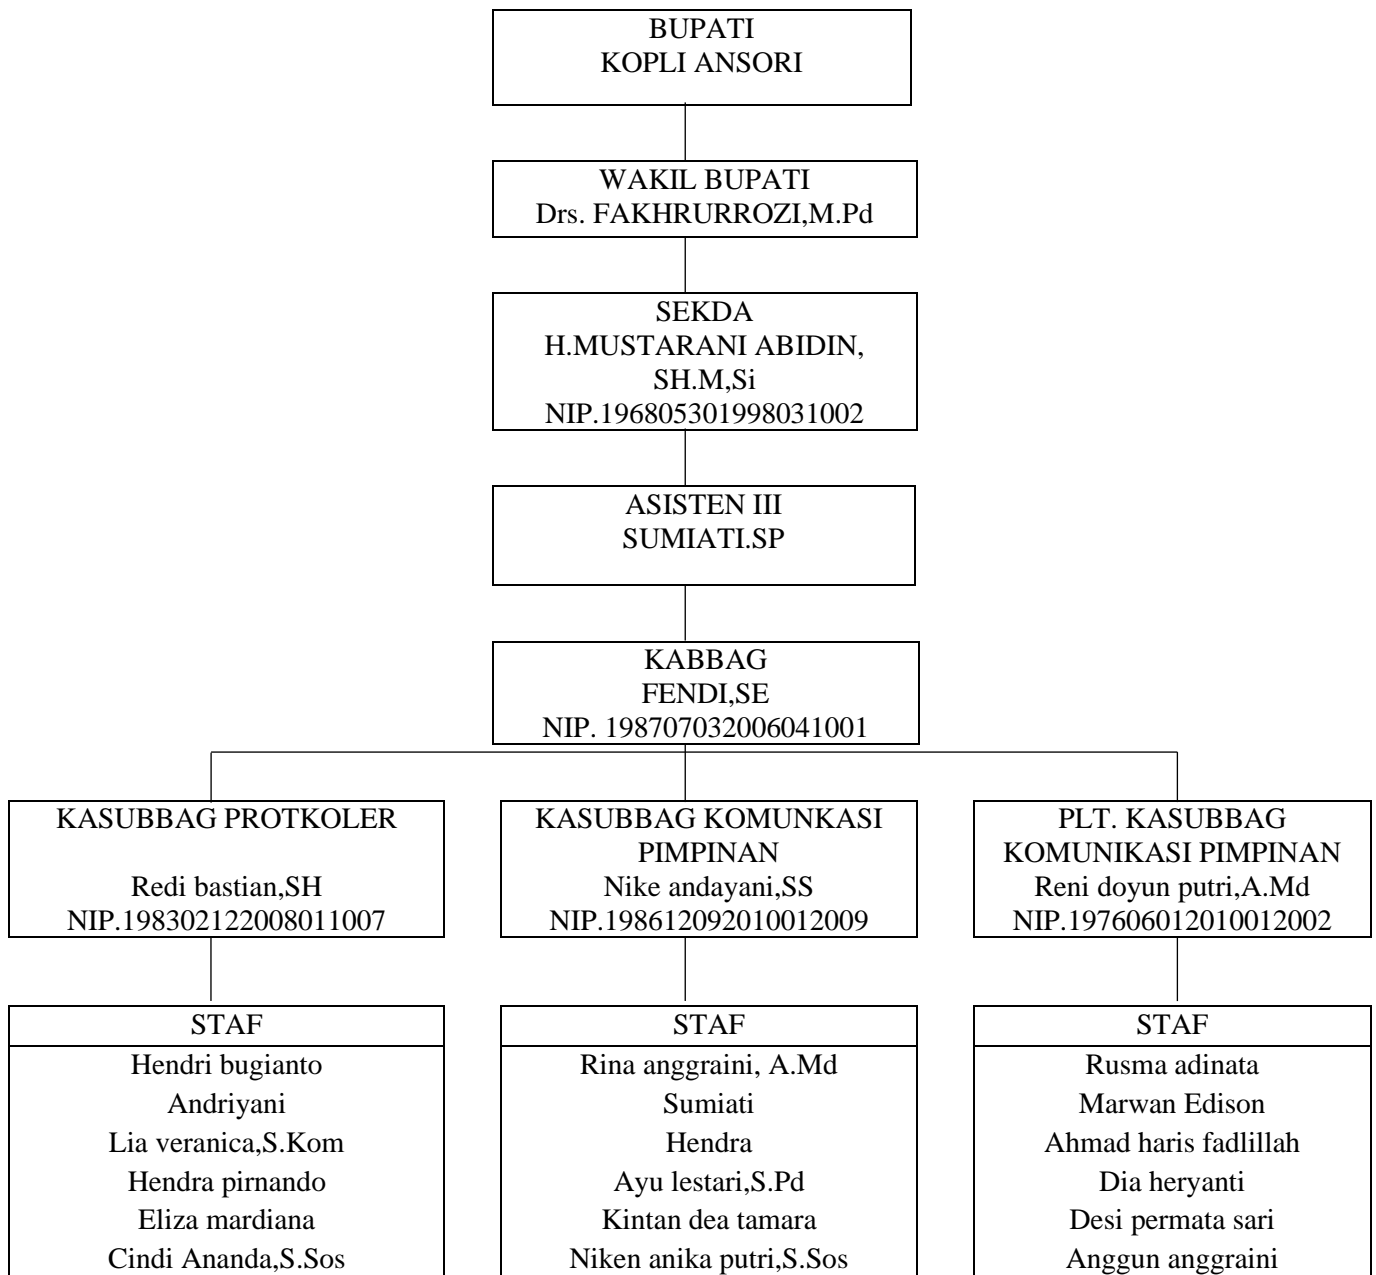 BUPATI
KOPLI ANSORI
WAKIL BUPATI
Drs. FAKHRURROZI,M.Pd
SEKDA
H.MUSTARANI ABIDIN,
SH.M,Si
NIP.196805301998031002
ASISTEN III
SUMIATI.SP
KABBAG
FENDI,SE
NIP. 198707032006041001
KASUBBAG PROTKOLER
Redi bastian,SH
NIP.198302122008011007
KASUBBAG KOMUNKASI
PIMPINAN
Nike andayani,SS
NIP.198612092010012009
PLT. KASUBBAG
KOMUNIKASI PIMPINAN
Reni doyun putri,A.Md
NIP.197606012010012002
STAF
Hendri bugianto
Andriyani
Lia veranica,S.Kom
Hendra pirnando
Eliza mardiana
Cindi Ananda,S.Sos
STAF
Rina anggraini, A.Md
Sumiati
Hendra
Ayu lestari,S.Pd
Kintan dea tamara
Niken anika putri,S.Sos
STAF
Rusma adinata
Marwan Edison
Ahmad haris fadlillah
Dia heryanti
Desi permata sari
Anggun anggraini